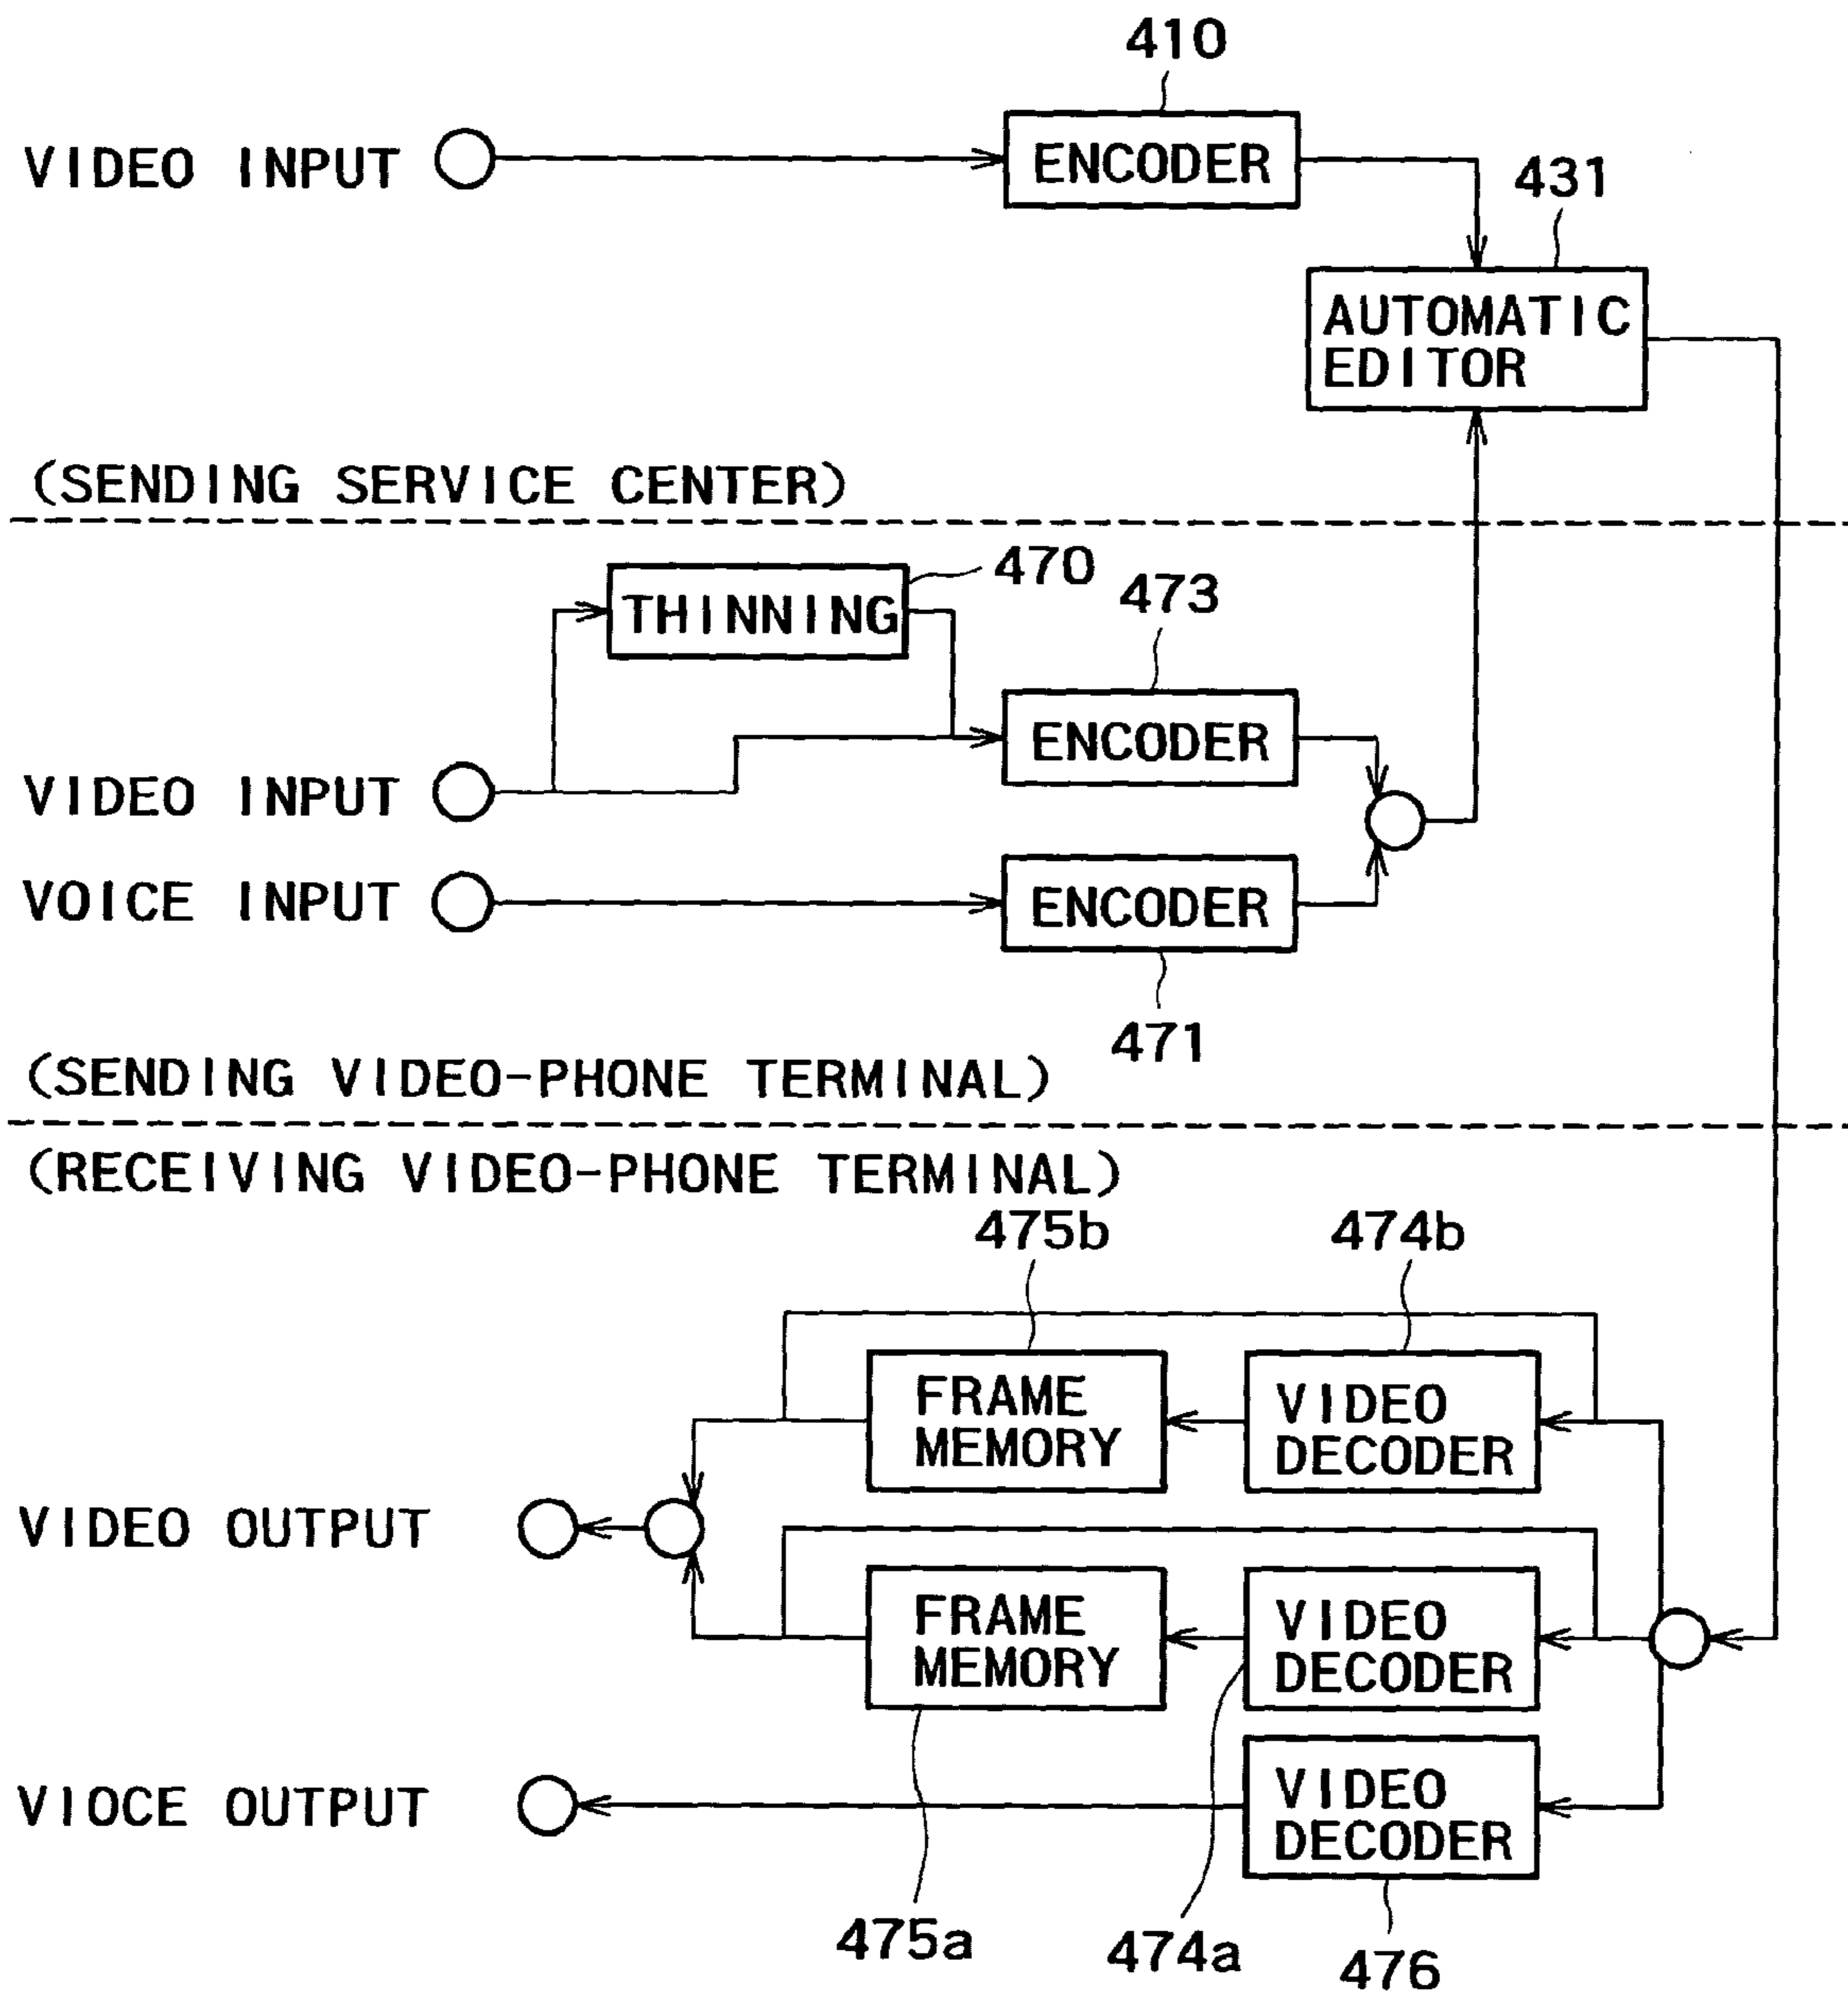 410
VIDEO INPUT
ENCODER
431
AUTOMATIC
EDITOR
(SENDING SERVICE CENTER)
470
THINNING
473
ENCODER
VIDEO INPUT
VOICE INPUT
ENCODER
471
(SENDING VIDEO-PHONE TERMINAL)
(RECEIVING VIDEO-PHONE TERMINAL)
475b
474b
FRAME
MEMORY
VIDEO
DECODER
VIDEO OUTPUT
FRAME
MEMORY
VIDEO
DECODER
VIOCE OUTPUT
VIDEO
DECODER
475a
474a
476